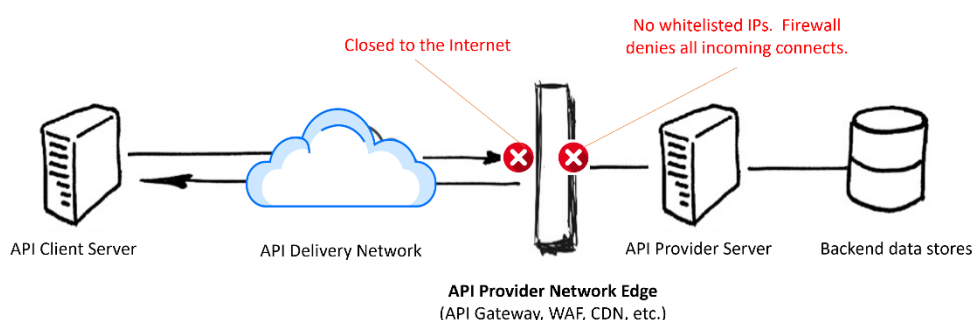 No whitelisted IPs.  Firewall
denies all incoming connects.
Closed to the Internet
API Client Server
API Delivery Network
API Provider Server
Backend data stores
API Provider Network Edge
(API Gateway, WAF, CDN, etc.)